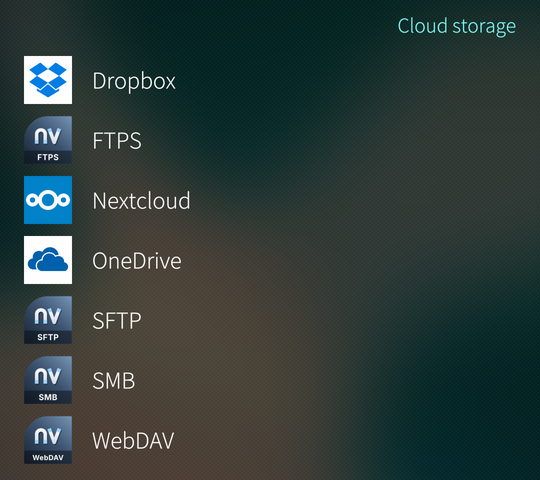 Cloud storage
Dropbox
nv
FTPS
FTPS
Nextcloud
OneDrive
nv
SFTP
SFTP
nv
SMB
SMB
nv
WebDAV
WebDAV